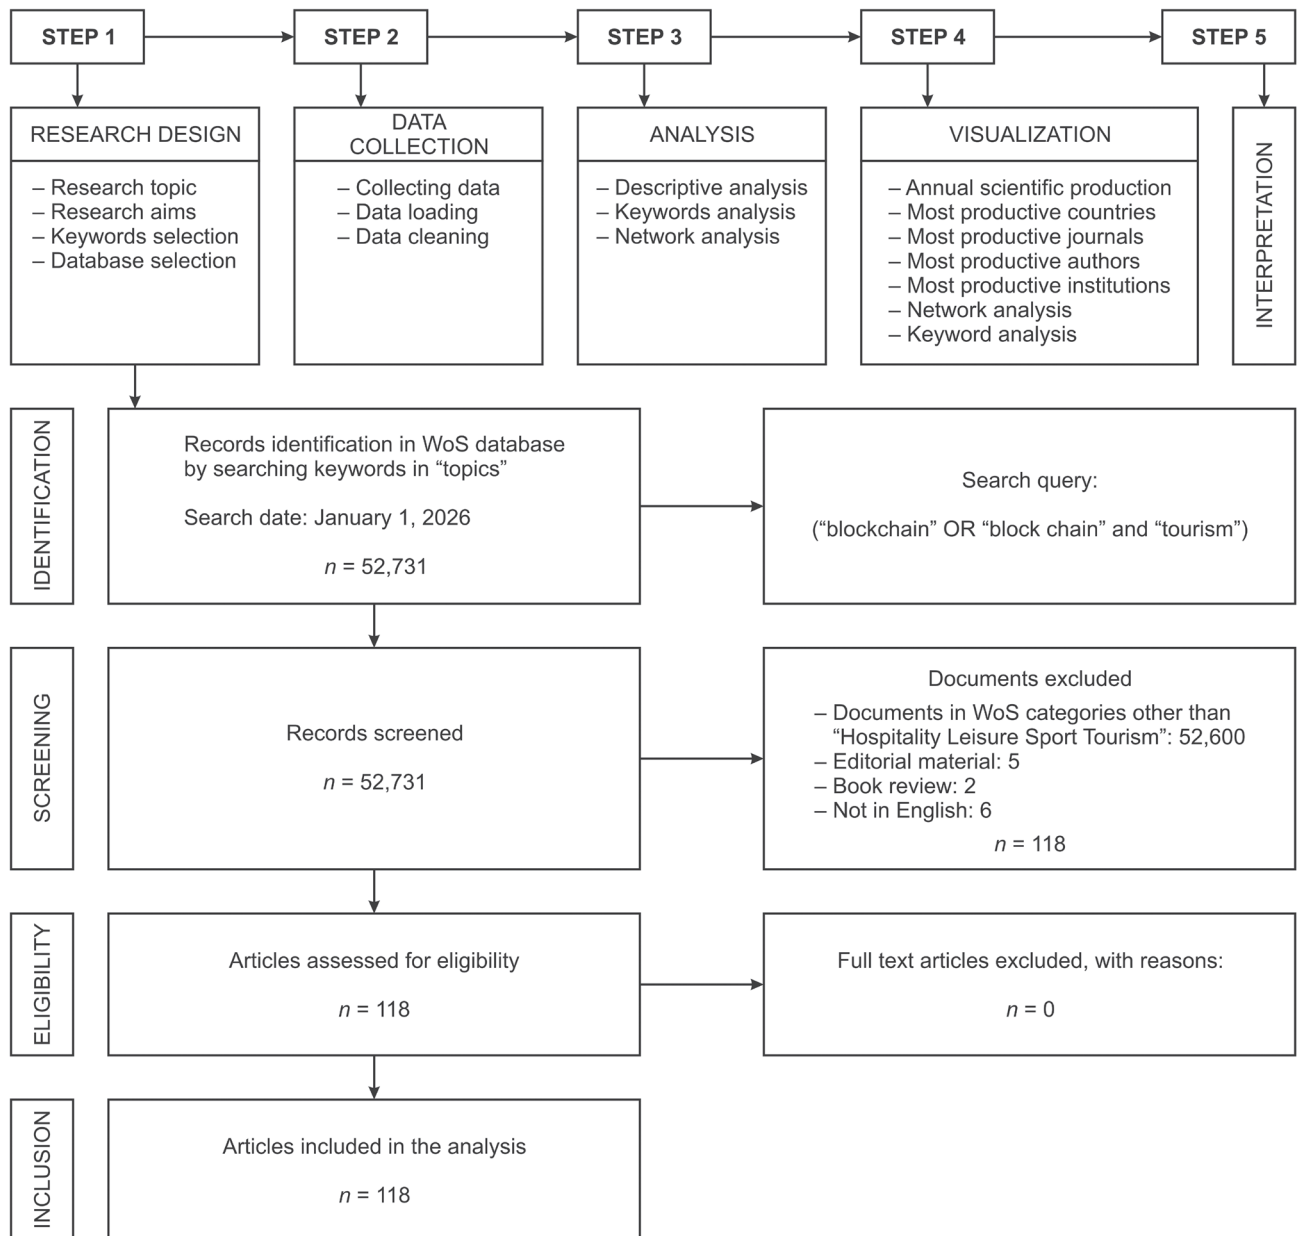 STEP 1
STEP 2
STEP 3
STEP 4
STEP 5
RESEARCH DESIGN
– Research topic
– Research aims
– Keywords selection
– Database selection
DATA
COLLECTION
– Collecting data
– Data loading
– Data cleaning
ANALYSIS
– Descriptive analysis
– Keywords analysis
– Network analysis
VISUALIZATION
– Annual scientific production
– Most productive countries
– Most productive journals
– Most productive authors
– Most productive institutions
– Network analysis
– Keyword analysis
INTERPRETATION
IDENTIFICATION
Records identification in WoS database
by searching keywords in “topics”
Search date: January 1, 2026
n = 52,731
Search query:
(“blockchain” OR “block chain” and “tourism”)
SCREENING
Records screened
n = 52,731
Documents excluded
– Documents in WoS categories other than
“Hospitality Leisure Sport Tourism”: 52,600
– Editorial material: 5
– Book review: 2
– Not in English: 6
n = 118
ELIGIBILITY
Articles assessed for eligibility
n = 118
Full text articles excluded, with reasons:
n = 0
INCLUSION
Articles included in the analysis
n = 118